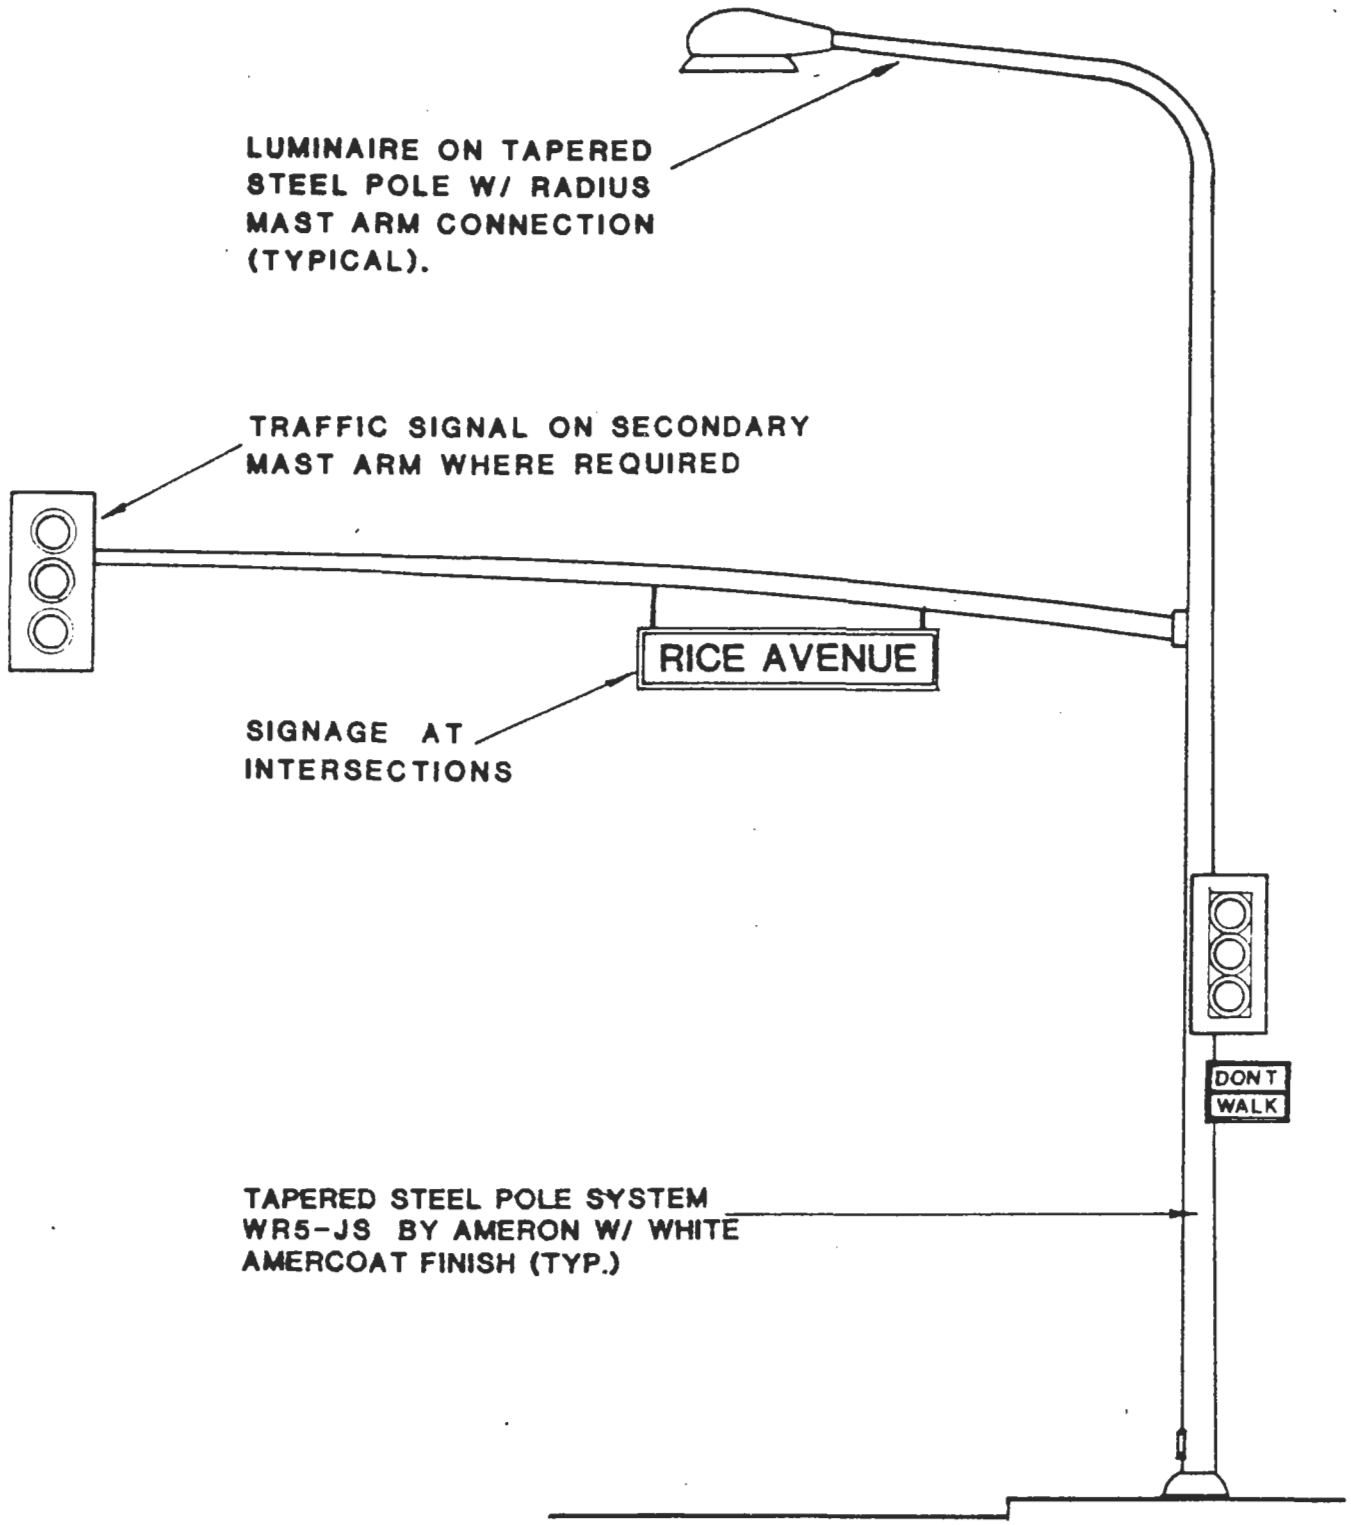 LUMINAIRE ON TAPERED
STEEL POLE W/ RADIUS
MAST ARM CONNECTION
(TYPICAL).
TRAFFIC SIGNAL ON SECONDARY
MAST ARM WHERE REQUIRED
RICE AVENUE
SIGNAGE AT
INTERSECTIONS
DON T
WALK
TAPERED STEEL POLE SYSTEM
WR5-JS BY AMERON W/ WHITE
AMERCOAT FINISH (TYP.)